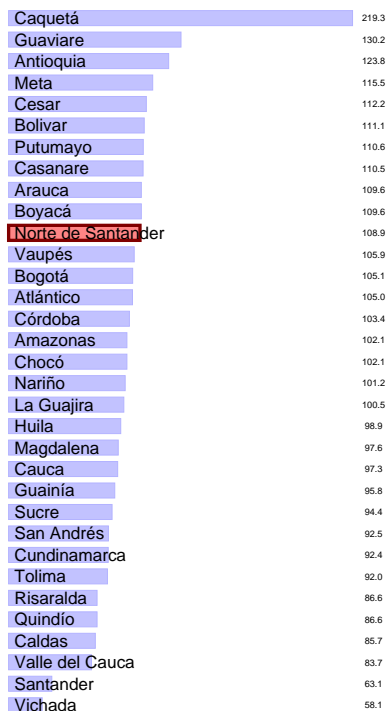 Caquetá 219.3
Guaviare 130.2
Antioquia 123.8
Meta 115.5
Cesar 112.2
Bolivar 111.1
Putumayo 110.6
Casanare 110.5
Arauca 109.6
Boyacá 109.6
Norte de Santander 108.9
Vaupés 105.9
Bogotá 105.1
Atlántico 105.0
Córdoba 103.4
Amazonas 102.1
Chocó 102.1
Nariño 101.2
La Guajira 100.5
Huila 98.9
Magdalena 97.6
Cauca 97.3
Guainía 95.8
Sucre 94.4
San Andrés 92.5
Cundinamarca 92.4
Tolima 92.0
Risaralda 86.6
Quindío 86.6
Caldas 85.7
Valle del Cauca 83.7
Santander 63.1
Vichada 58.1